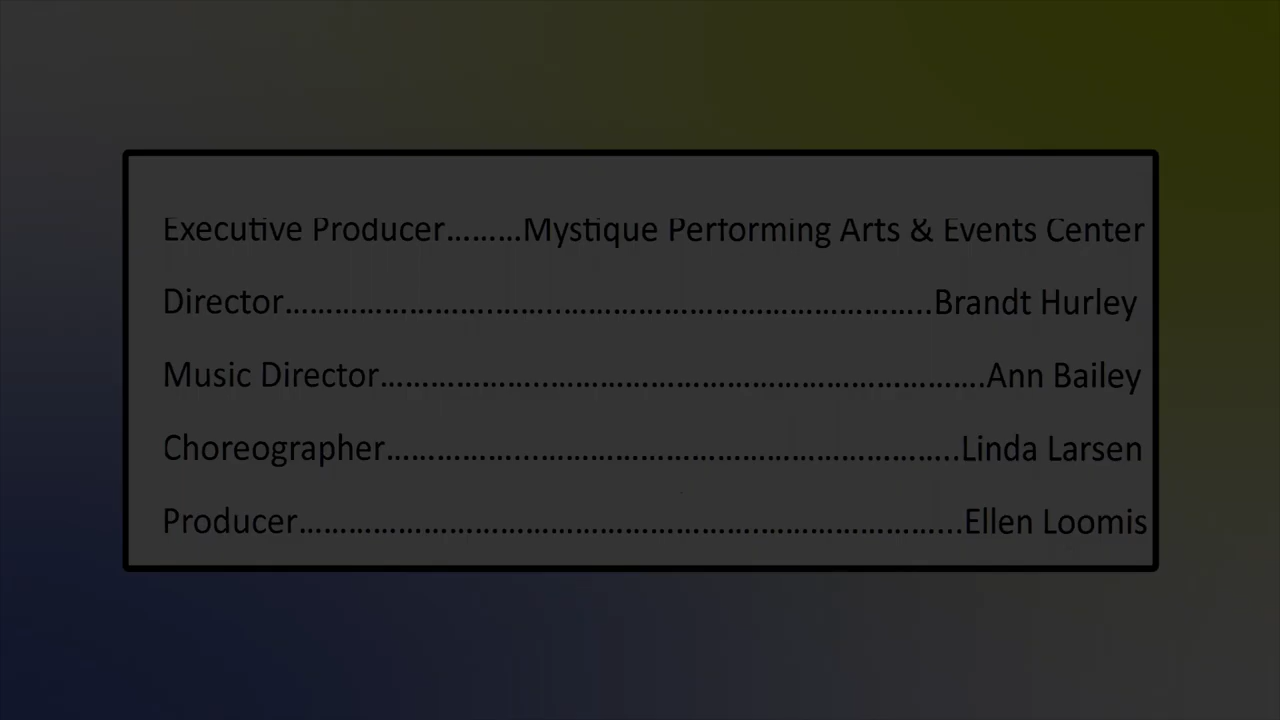 Executive Producer.........Mystique Performing Arts & Events Center
Director……………………..……………………………………..Brandt Hurley
Music Director………………..……………………………………….Ann Bailey
Choreographer………………..……………………………………..Linda Larsen
Producer……………………………………………………………...Ellen Loomis